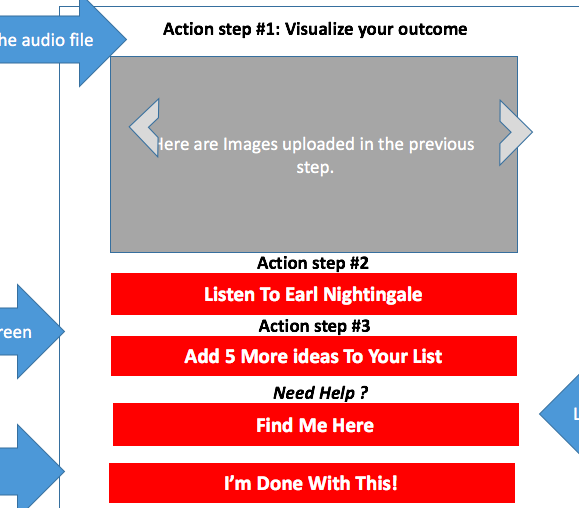 he audio file
Action step #1: Visualize your outcome
Here are Images uploaded in the previous
step.
Action step #2
Listen To Earl Nightingale
reen
Action step #3
Add 5 More ideas To Your List
Need Help ?
Find Me Here
L
I'm Done With This!